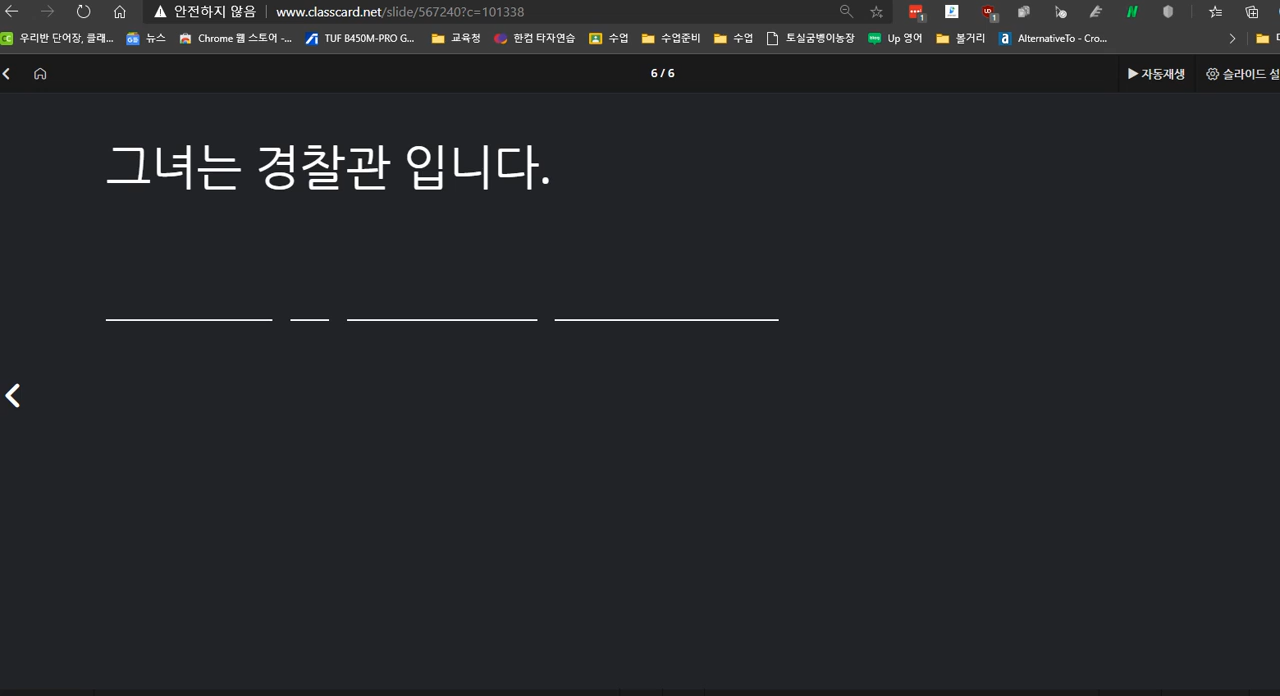 안전하지 않음 www.classcard.net/slide/567240?c=101338
우리반 단어장, 클래... 뉴스 Chrome 웹 스토어 -... TUF B450M-PRO G... 교육청 한컴 타자연습 수업 수업준비 수업 토실굼벵이농장 Up 영어 볼거리 AlternativeTo - Cro...
6 / 6 자동재생 슬라이드 설
그녀는 경찰관 입니다.